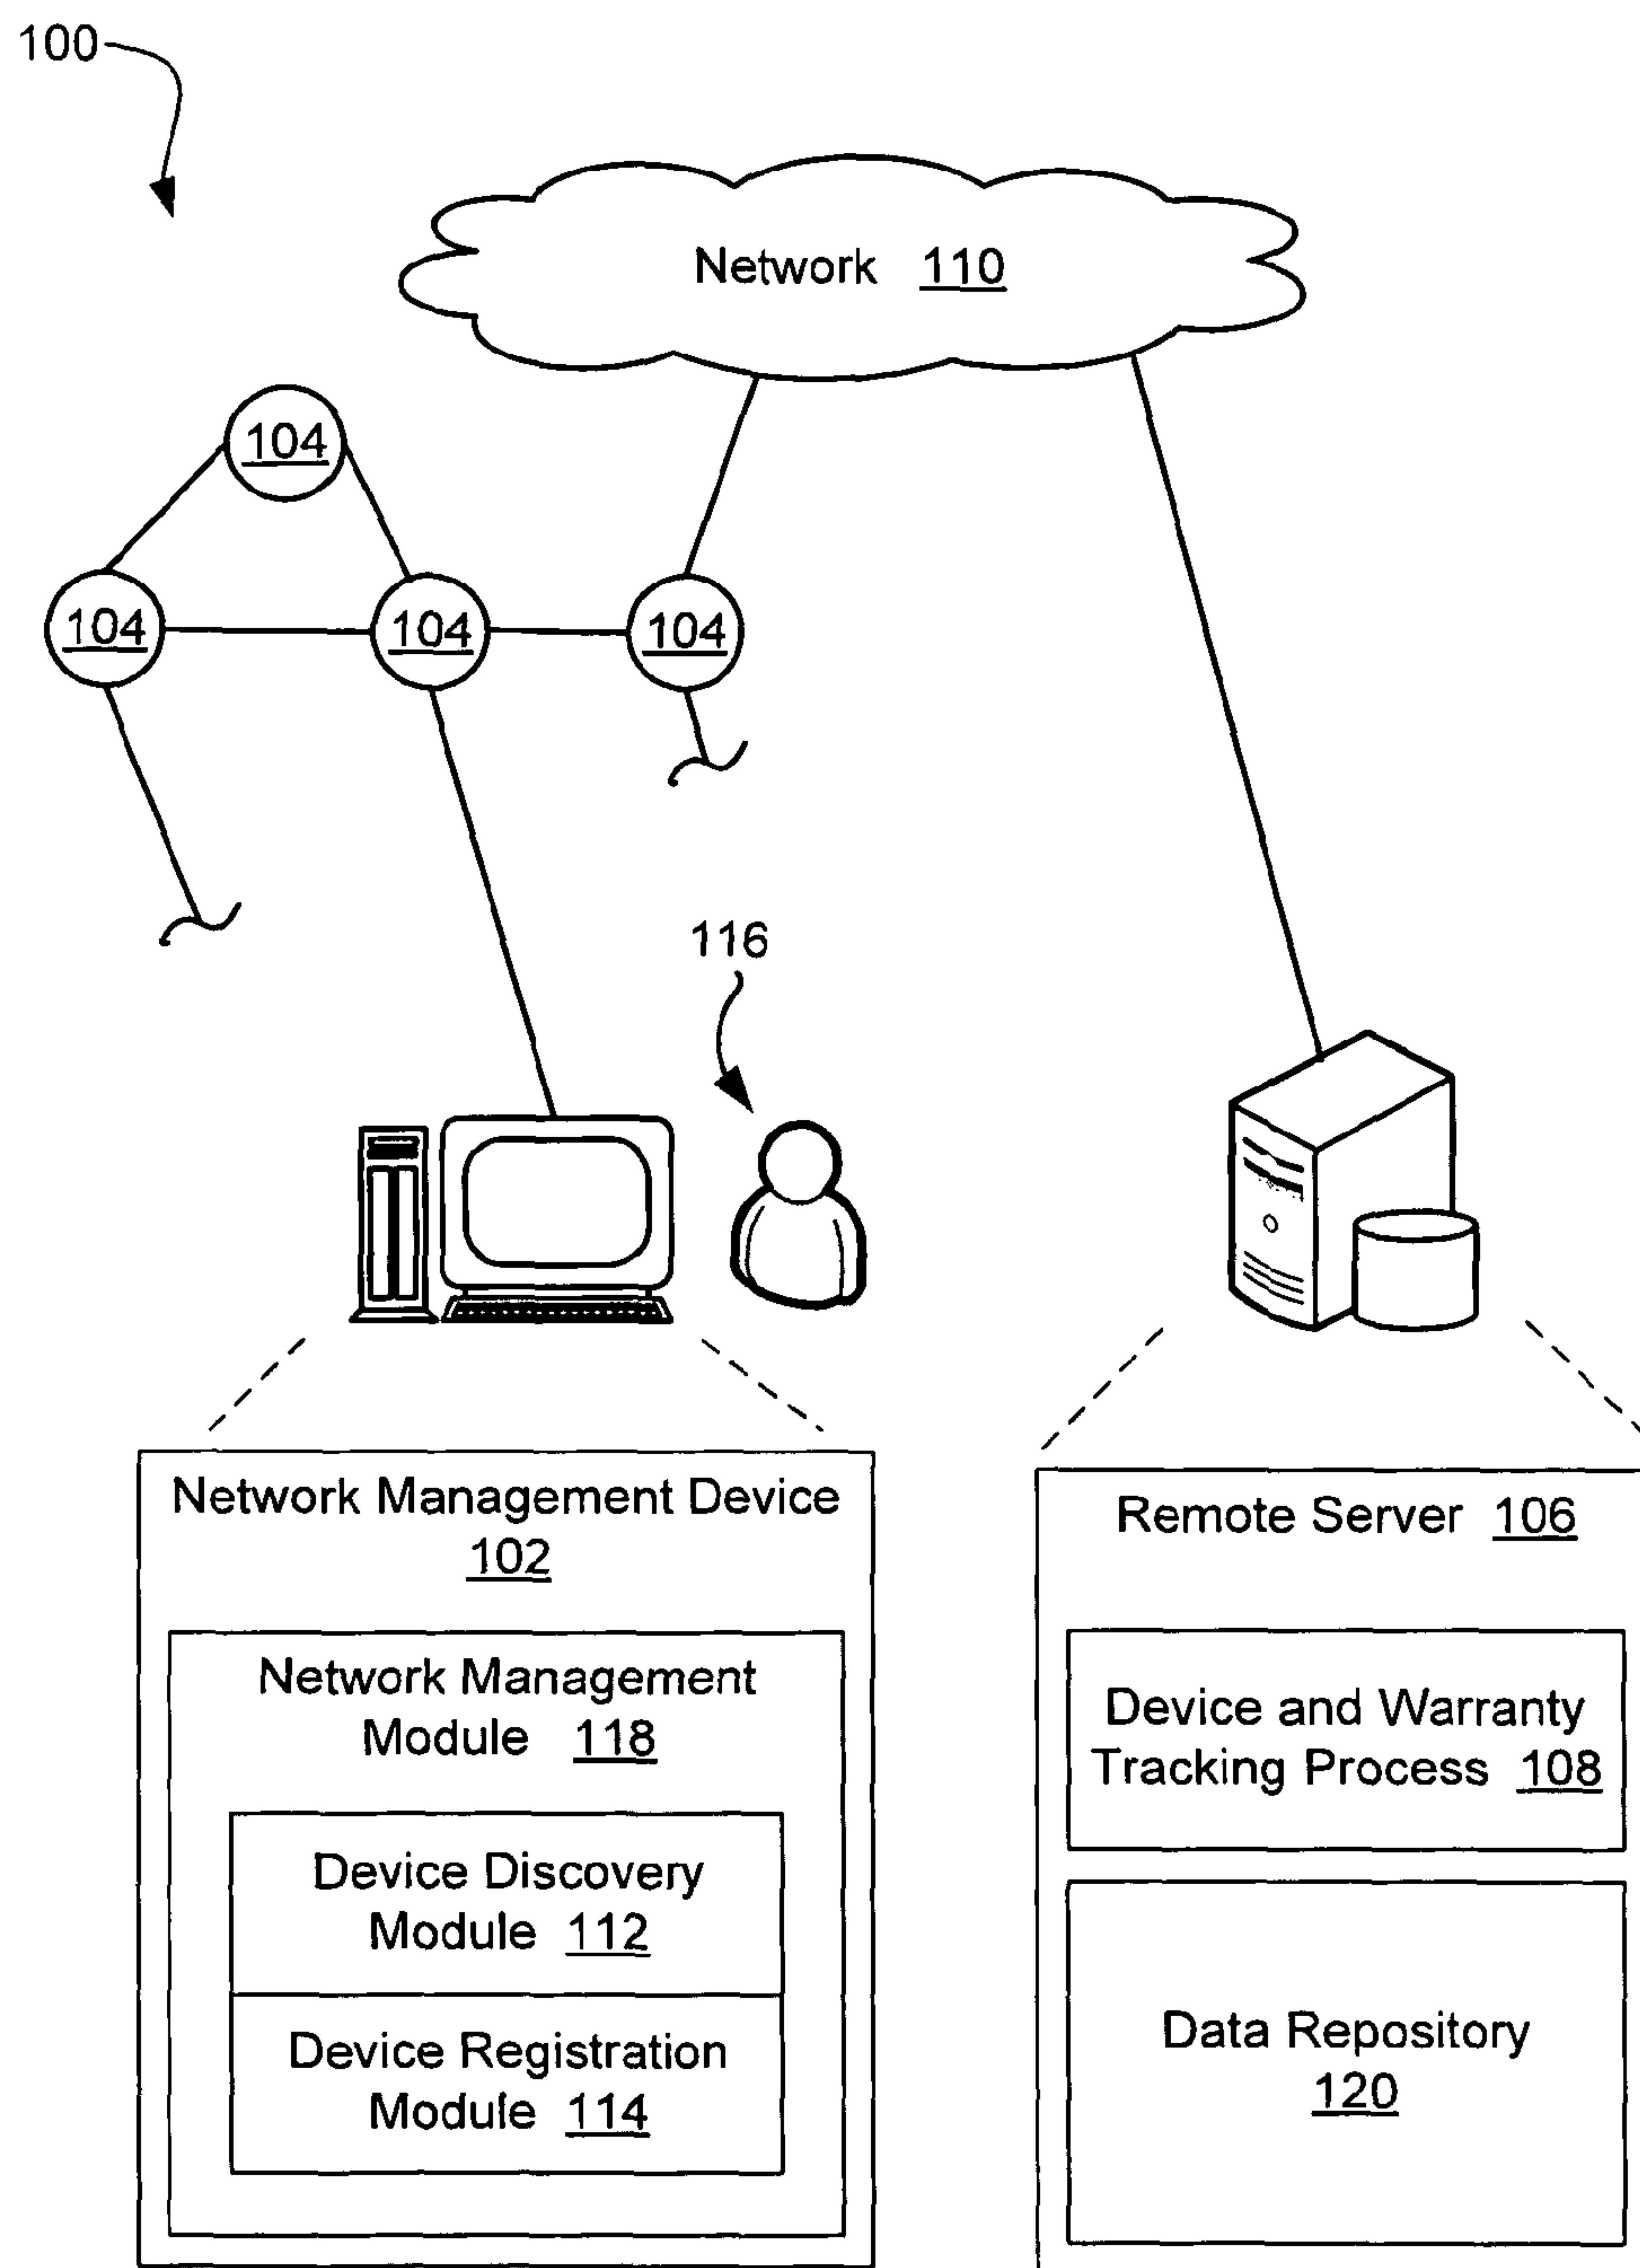 100
Network 110
104
104
104
104
116
Network Management Device
102
Network Management
Module 118
Device Discovery
Module 112
Device Registration
Module 114
Remote Server 106
Device and Warranty
Tracking Process 108
Data Repository
120